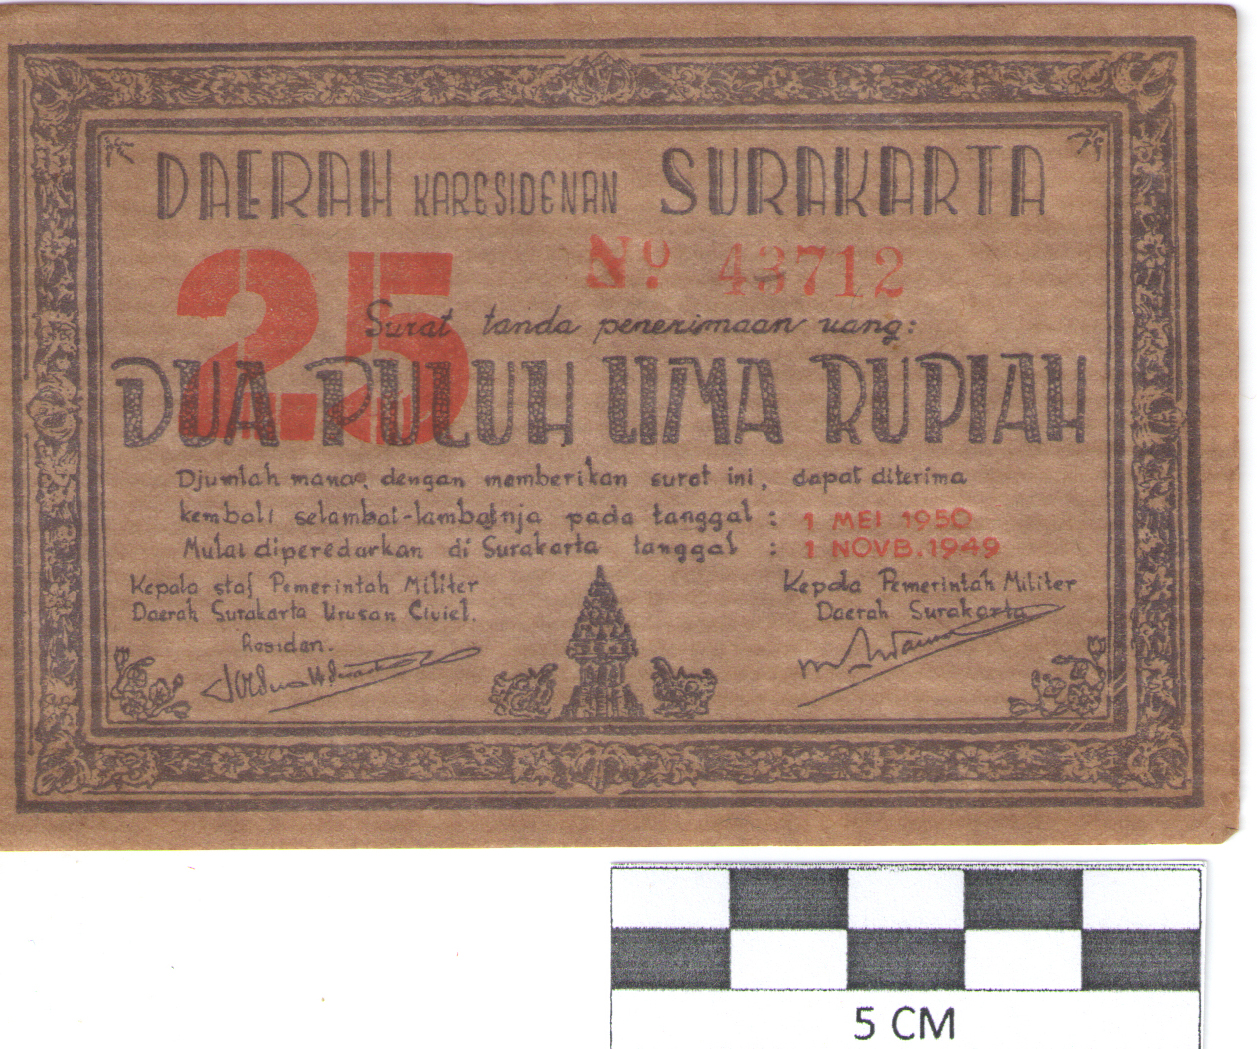 DAERAH KARESIDENAN SURAKARTA
No 43712
25
Surat tanda penerimaan uang:
DUA PULUH LIMA RUPIAH
Djumlah mana, dengan memberikan surat ini, dapat diterima
kembali selambat-lambatnja pada tanggal : 1 MEI 1950
Mulai diperedarkan di Surakarta tanggal : 1 NOVB.1949
Kepala staf Pemerintah Militer
Daerah Surakarta Urusan Civiel.
Residen.
Kepala Pemerintah Militer
Daerah Surakarta
5 CM